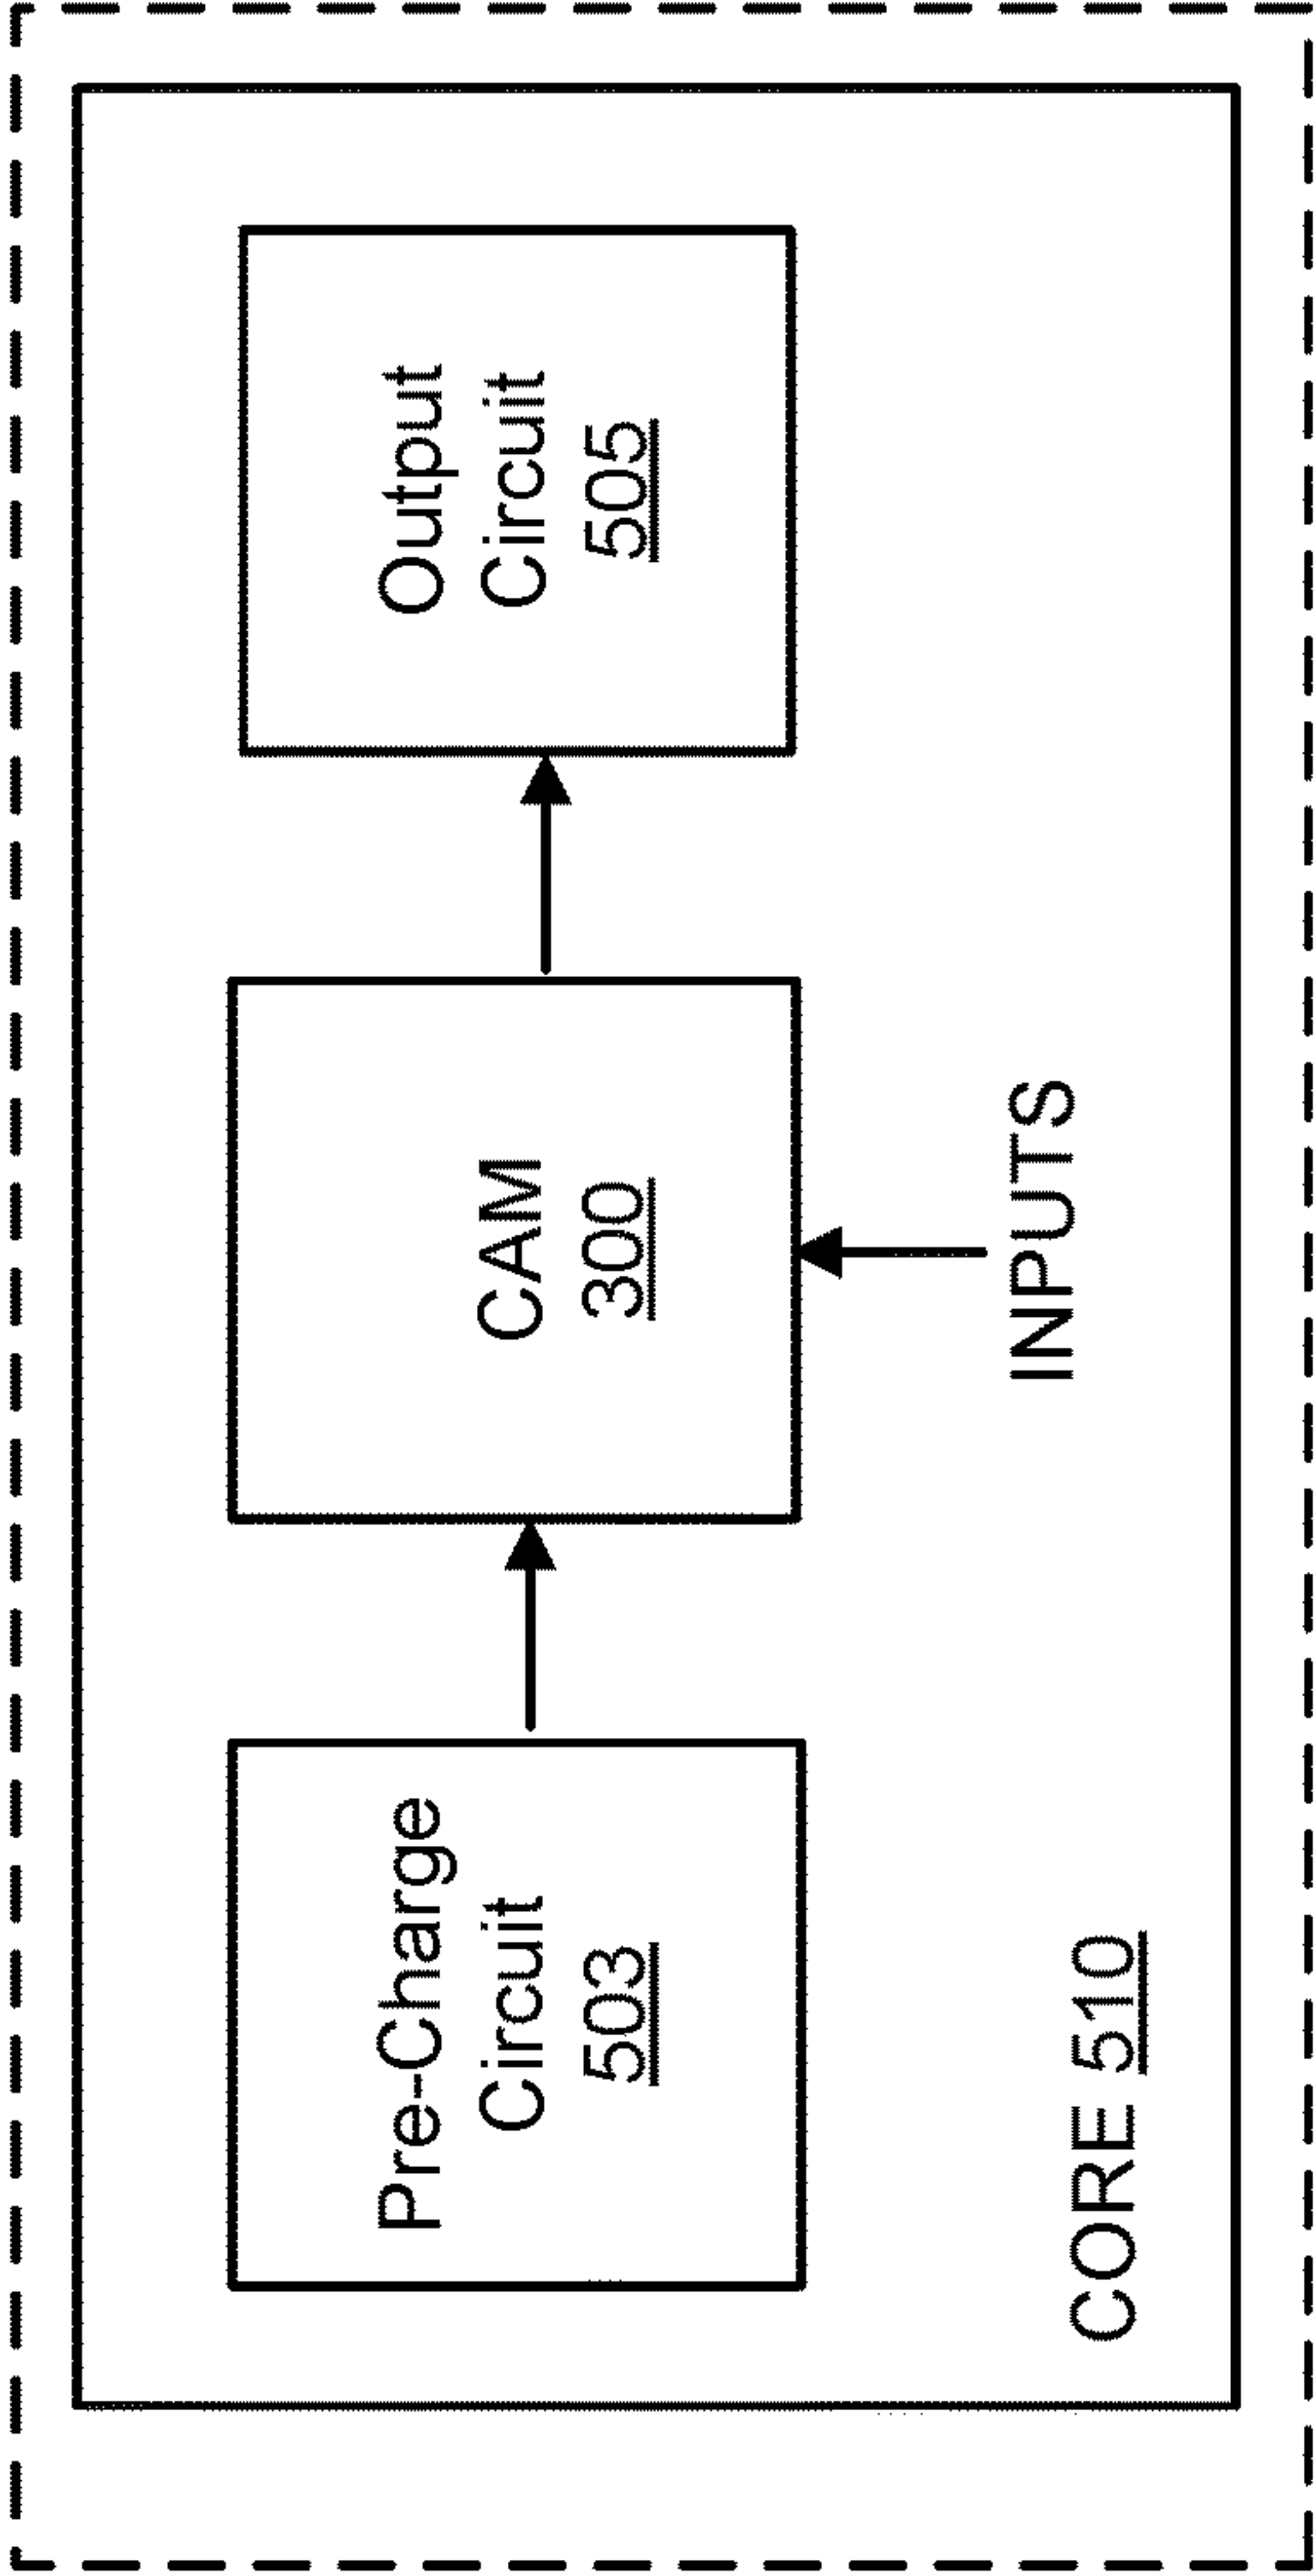 Pre-Charge
Circuit
503
CAM
300
Output
Circuit
505
INPUTS
CORE 510